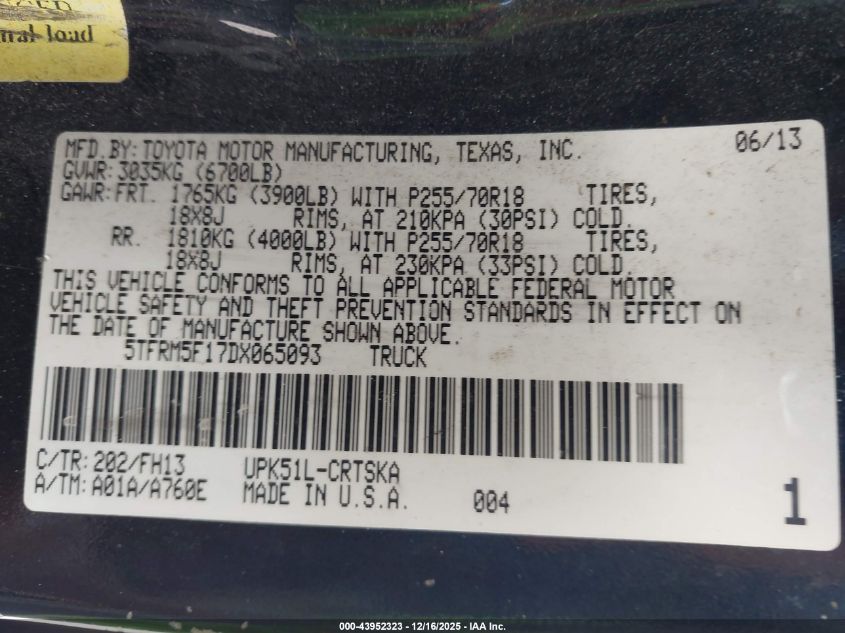 nal load
MFD.BY:TOYOTA MOTOR MANUFACTURING, TEXAS, INC. 06/13
GVWR:3035KG (6700LB)
GAWR:FRT. 1765KG (3900LB) WITH P255/70R18 TIRES,
18X8J RIMS, AT 210KPA (30PSI) COLD.
RR. 1810KG (4000LB) WITH P255/70R18 TIRES,
18X8J RIMS, AT 230KPA (33PSI) COLD.
THIS VEHICLE CONFORMS TO ALL APPLICABLE FEDERAL MOTOR
VEHICLE SAFETY AND THEFT PREVENTION STANDARDS IN EFFECT ON
THE DATE OF MANUFACTURE SHOWN ABOVE.
5TFRM5F17DX065093 TRUCK
C/TR:202/FH13 UPK51L-CRTSKA
A/TM:A01A/A760E MADE IN U.S.A. 004 1
000-43952323 - 12/16/2025 - IAA Inc.